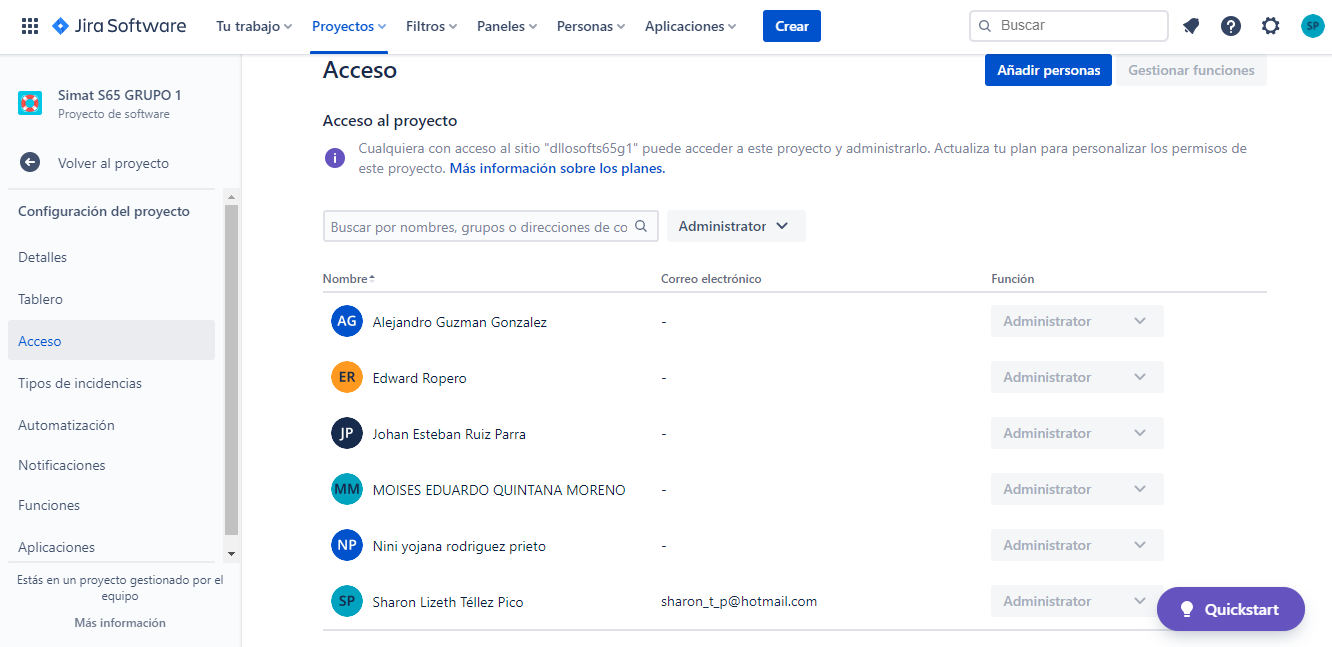 Jira Software Tu trabajo Proyectos Filtros Paneles Personas Aplicaciones Crear Buscar SP
Simat S65 GRUPO 1
Proyecto de software
Volver al proyecto
Configuración del proyecto
Detalles
Tablero
Acceso
Tipos de incidencias
Automatización
Notificaciones
Funciones
Aplicaciones
Estás en un proyecto gestionado por el
equipo
Más información
Acceso Añadir personas Gestionar funciones
Acceso al proyecto
Cualquiera con acceso al sitio "dllosofts65g1" puede acceder a este proyecto y administrarlo. Actualiza tu plan para personalizar los permisos de
este proyecto. Más información sobre los planes.
Buscar por nombres, grupos o direcciones de co Administrator
Nombre Correo electrónico Función
AG Alejandro Guzman Gonzalez - Administrator
ER Edward Ropero - Administrator
JP Johan Esteban Ruiz Parra - Administrator
MM MOISES EDUARDO QUINTANA MORENO - Administrator
NP Nini yojana rodriguez prieto - Administrator
SP Sharon Lizeth Téllez Pico sharon_t_p@hotmail.com Administrator
Quickstart